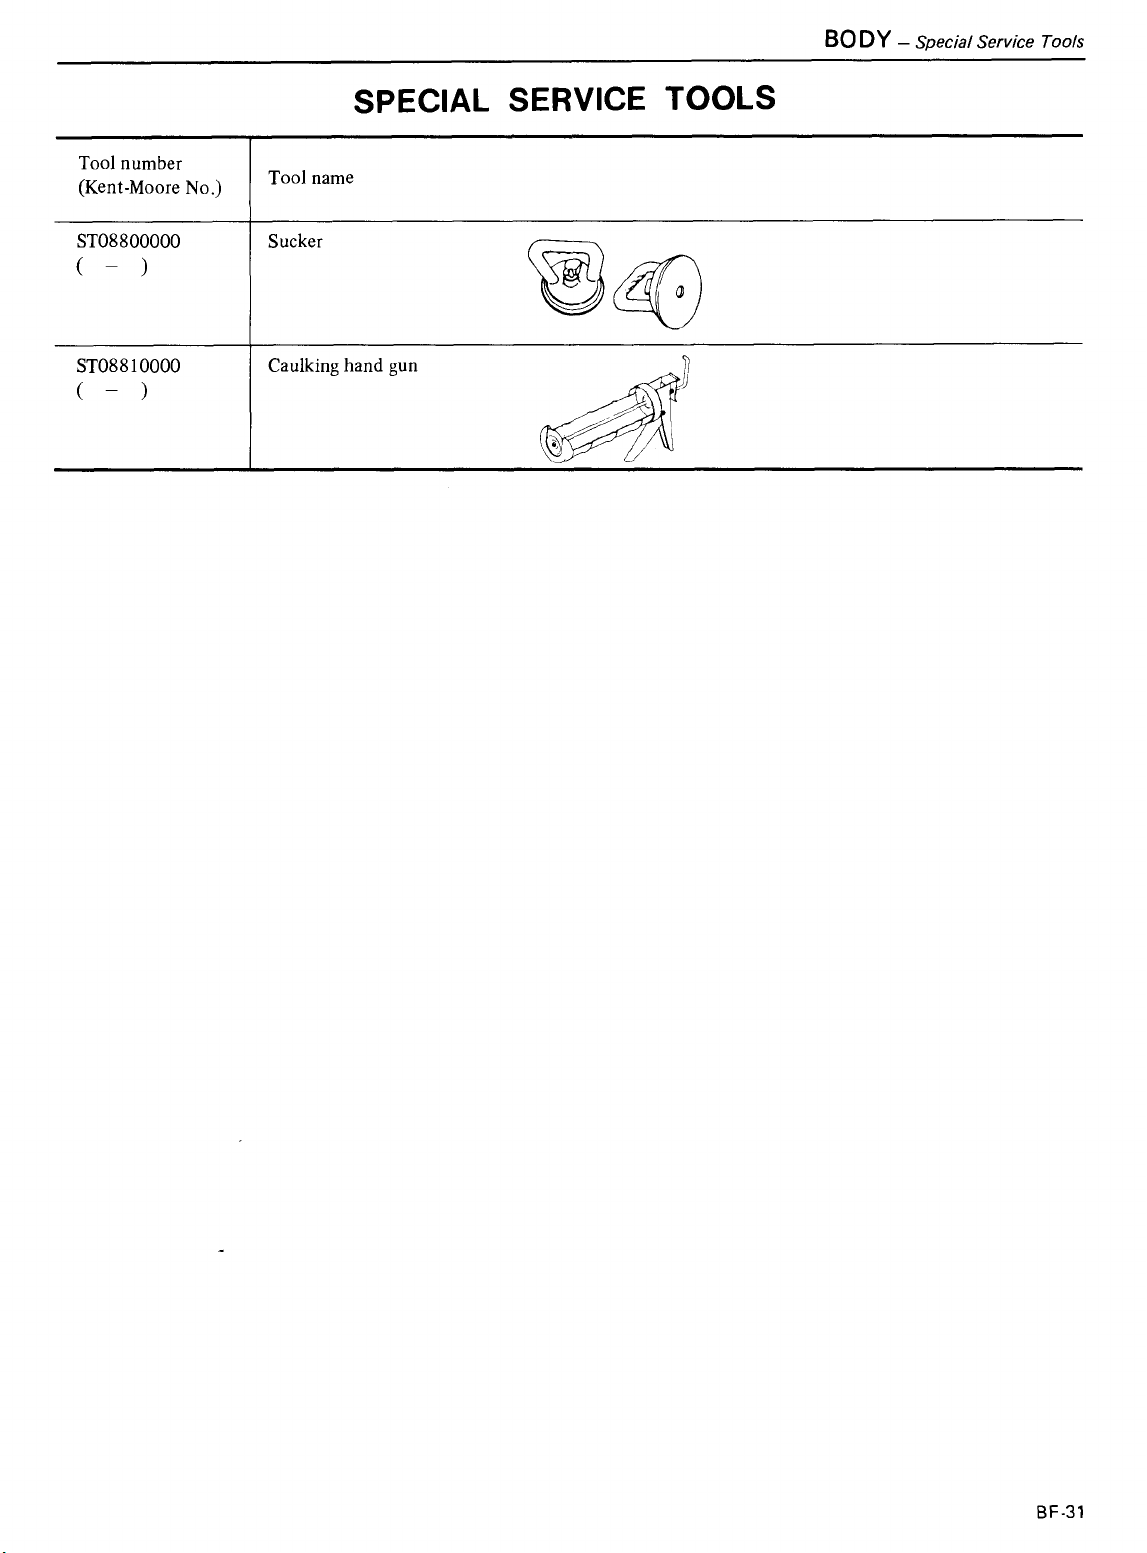 BODY – Special Service Tools
SPECIAL SERVICE TOOLS
Tool number
(Kent-Moore No.)
Tool name
ST08800000
( – )
Sucker
ST08810000
( – )
Caulking hand gun
BF-31